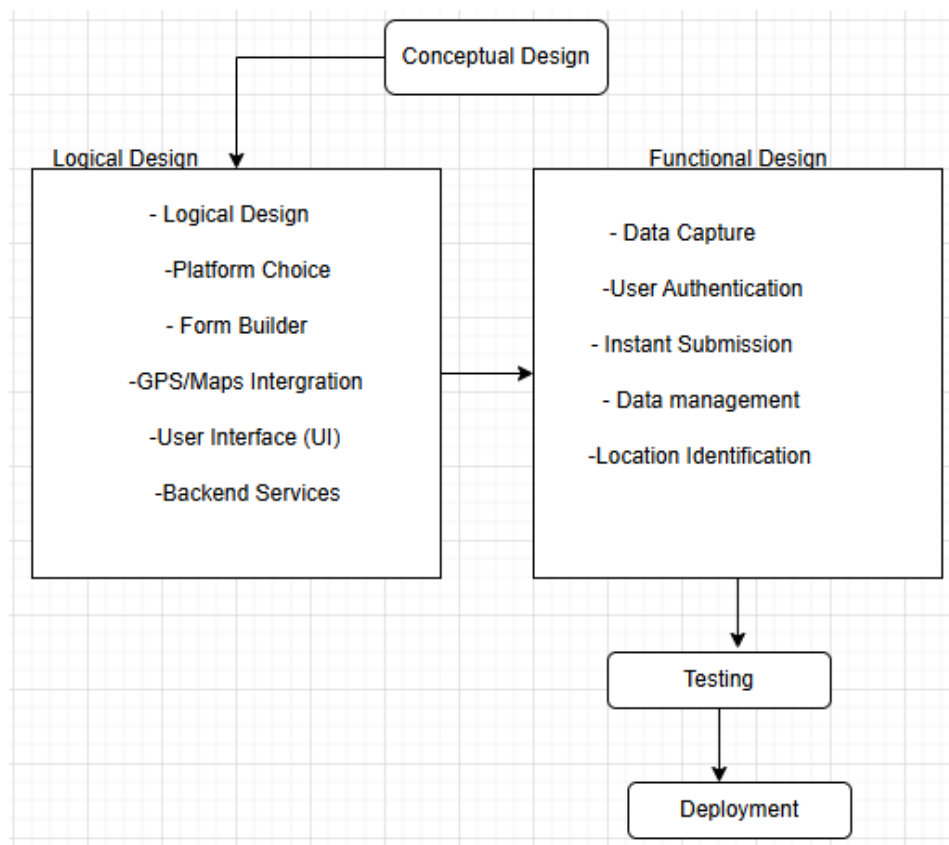 Conceptual Design
Logical Design
- Logical Design
-Platform Choice
- Form Builder
-GPS/Maps Intergration
-User Interface (UI)
-Backend Services
Functional Design
- Data Capture
-User Authentication
- Instant Submission
- Data management
-Location Identification
Testing
Deployment